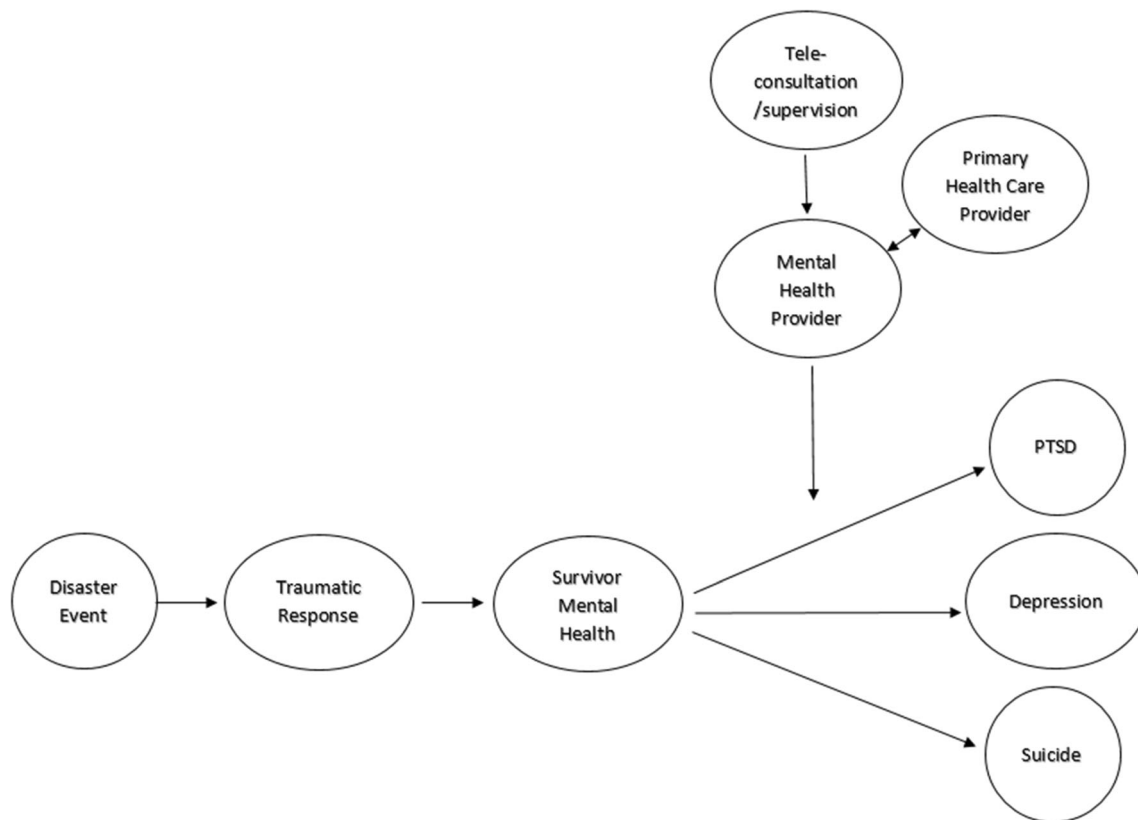 Tele-
consultation
/supervision
Primary
Health Care
Provider
Mental
Health
Provider
PTSD
Disaster
Event
Traumatic
Response
Survivor
Mental
Health
Depression
Suicide